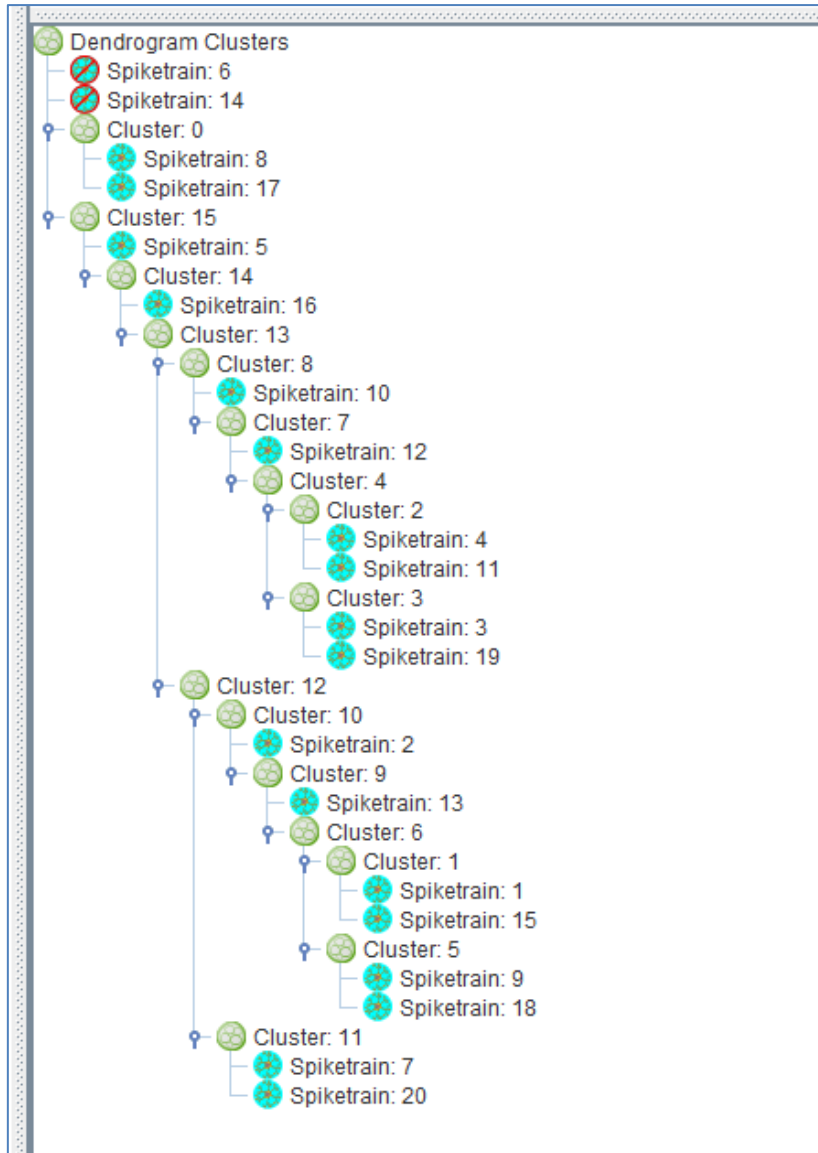 Dendrogram Clusters
Spiketrain: 6
Spiketrain: 14
Cluster: 0
Spiketrain: 8
Spiketrain: 17
Cluster: 15
Spiketrain: 5
Cluster: 14
Spiketrain: 16
Cluster: 13
Cluster: 8
Spiketrain: 10
Cluster: 7
Spiketrain: 12
Cluster: 4
Cluster: 2
Spiketrain: 4
Spiketrain: 11
Cluster: 3
Spiketrain: 3
Spiketrain: 19
Cluster: 12
Cluster: 10
Spiketrain: 2
Cluster: 9
Spiketrain: 13
Cluster: 6
Cluster: 1
Spiketrain: 1
Spiketrain: 15
Cluster: 5
Spiketrain: 9
Spiketrain: 18
Cluster: 11
Spiketrain: 7
Spiketrain: 20